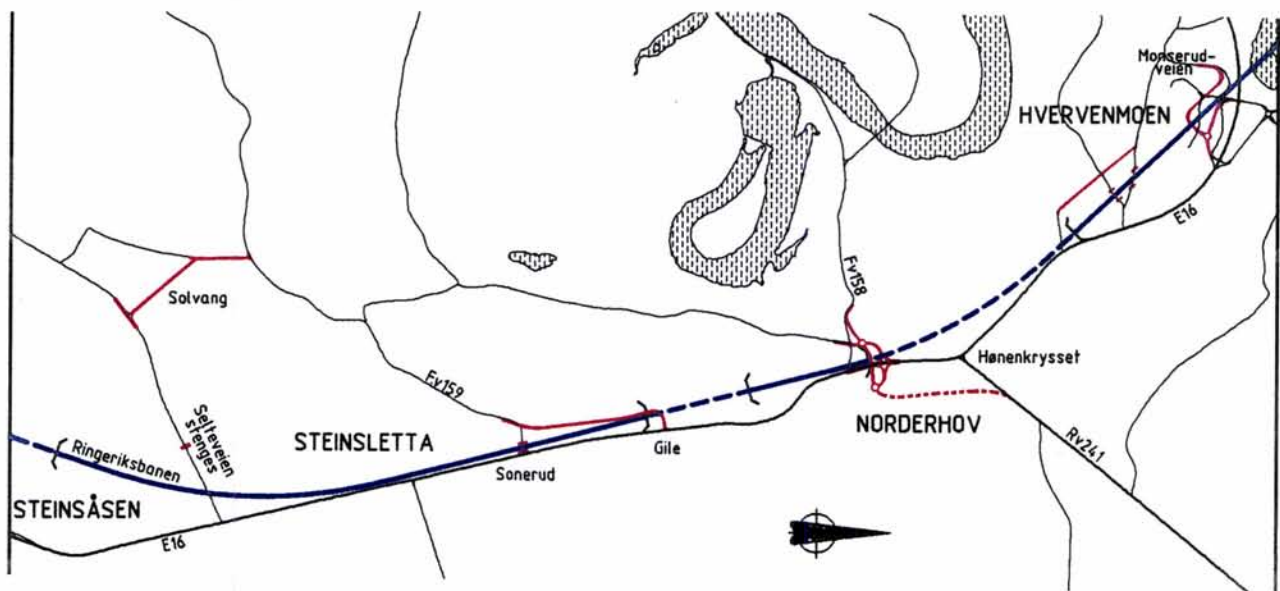 Monserud-
veien
HVERVENMOEN
E16
Fv158
Solvang
Hønenkrysset
Fv159
NORDERHOV
Rv241
Selteveien
stenges
STEINSLETTA
Gile
Sonerud
Ringeriksbanen
STEINSÅSEN
E16